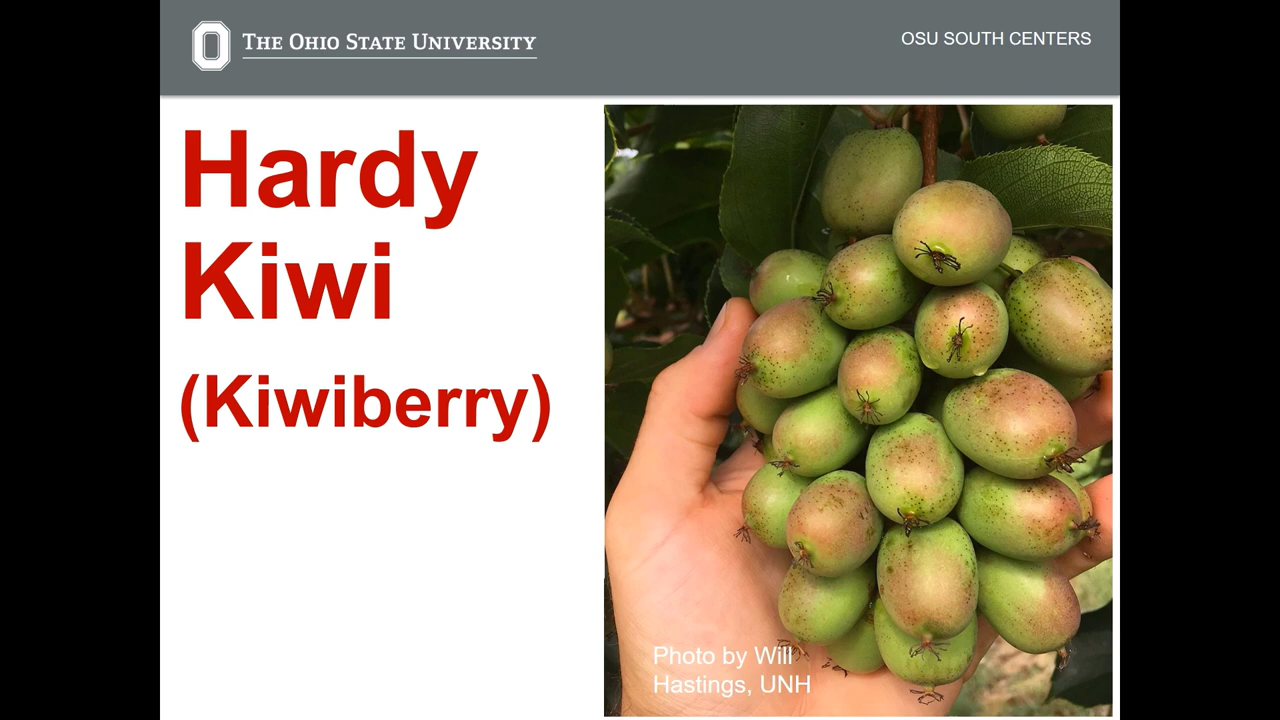 THE OHIO STATE UNIVERSITY
OSU SOUTH CENTERS
Hardy
Kiwi
(Kiwiberry)
Photo by Will
Hastings, UNH